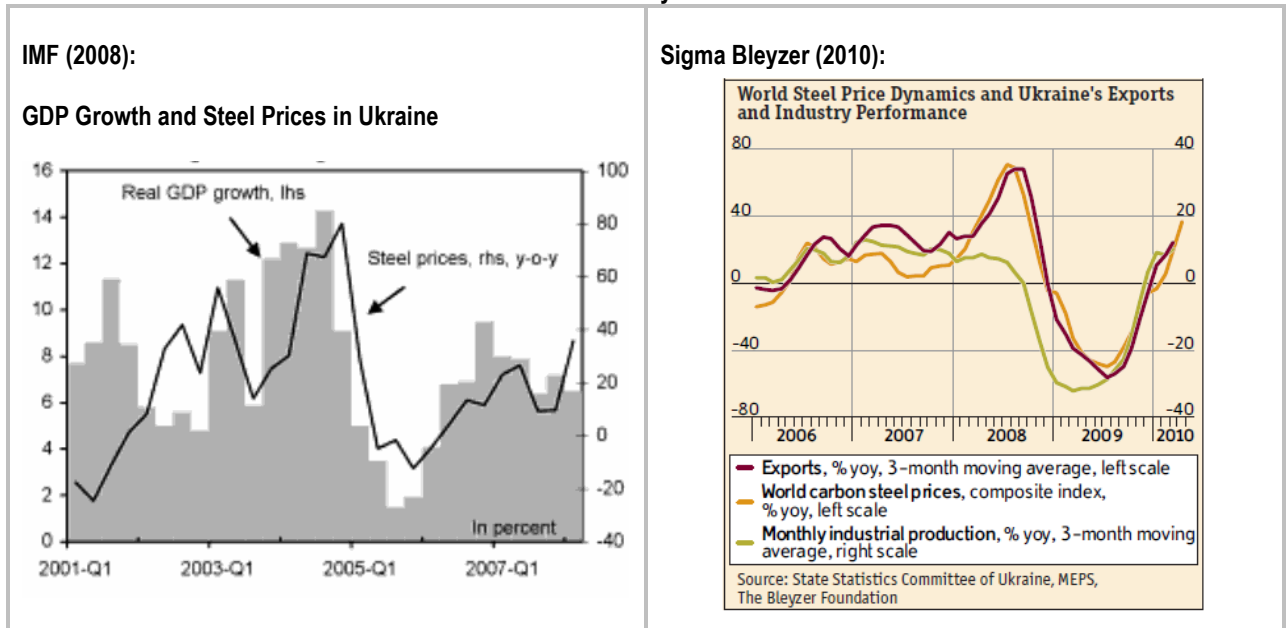 IMF (2008):
GDP Growth and Steel Prices in Ukraine
16
14
12
10
8
6
4
2
0
Real GDP growth, lhs
Steel prices, rhs, y-o-y
In percent
100
80
60
40
20
0
-20
-40
2001-Q1
2003-Q1
2005-Q1
2007-Q1
Sigma Bleyzer (2010):
World Steel Price Dynamics and Ukraine's Exports
and Industry Performance
80
40
0
-40
-80
40
20
0
-20
-40
2006
2007
2008
2009
2010
Exports, % yoy, 3-month moving average, left scale
World carbon steel prices, composite index,
% yoy, left scale
Monthly industrial production, % yoy, 3-month moving
average, right scale
Source: State Statistics Committee of Ukraine, MEPS,
The Bleyzer Foundation